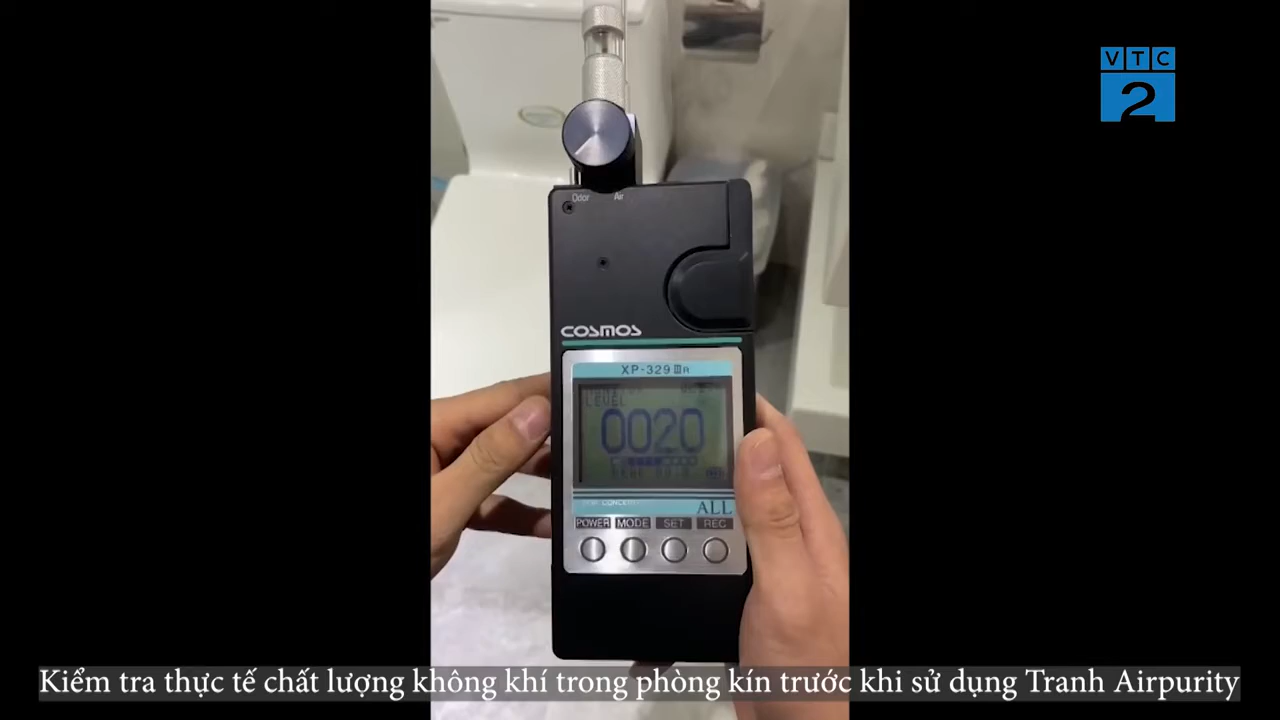 VTC
2
Odor Air
COSMOS
XP-329 III R
LEVEL
0020
ALL
POWER MODE SET REC
Kiểm tra thực tế chất lượng không khí trong phòng kín trước khi sử dụng Tranh Airpurity